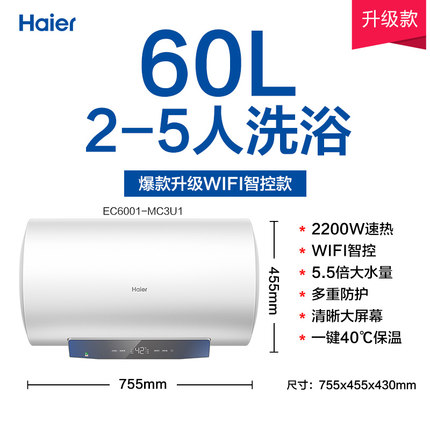 Haier
升级款
60L
2-5人洗浴
爆款升级WIFI智控款
EC6001-MC3U1
Haier
42℃
455mm
755mm
2200W速热
WIFI智控
5.5倍大水量
多重防护
清晰大屏幕
一键40℃保温
尺寸：755x455x430mm